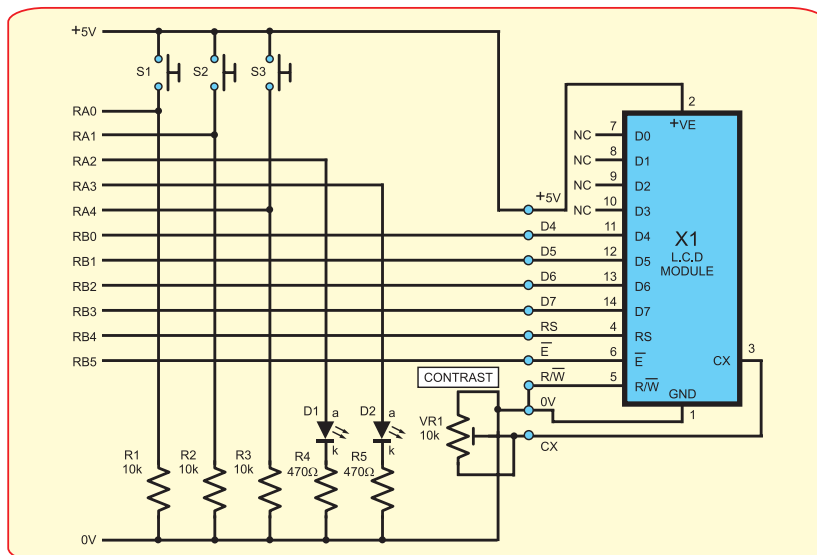 +5V
S1
S2
S3
RA0
RA1
RA2
RA3
RA4
RB0
RB1
RB2
RB3
RB4
RB5
2
+VE
NC 7 D0
NC 8 D1
NC 9 D2
+5V NC 10 D3
D4 11 D4
D5 12 D5
D6 13 D6
D7 14 D7
RS 4 RS
E 6 E
R/W 5 R/W
X1
L.C.D
MODULE
CX 3
GND
1
0V
CX
CONTRAST
VR1
10k
D1 a
k
D2 a
k
R1
10k
R2
10k
R3
10k
R4
470Ω
R5
470Ω
0V